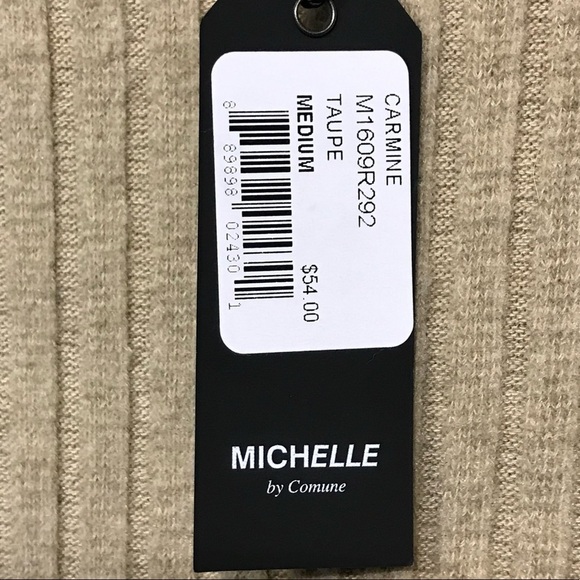 CARMINE
M1609R292
TAUPE
MEDIUM
$54.00
8 89898 02430 1
MICHELLE
by Comune